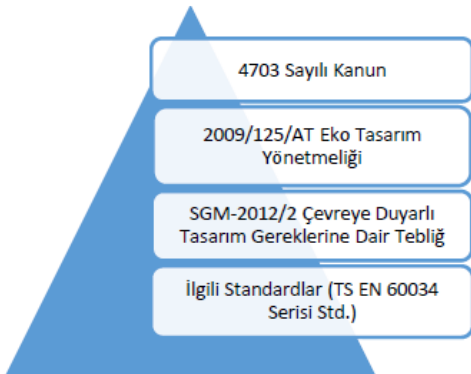 4703 Sayılı Kanun
2009/125/AT Eko Tasarım
Yönetmeliği
SGM-2012/2 Çevreye Duyarlı
Tasarım Gereklerine Dair Tebliğ
İlgili Standardlar (TS EN 60034
Serisi Std.)